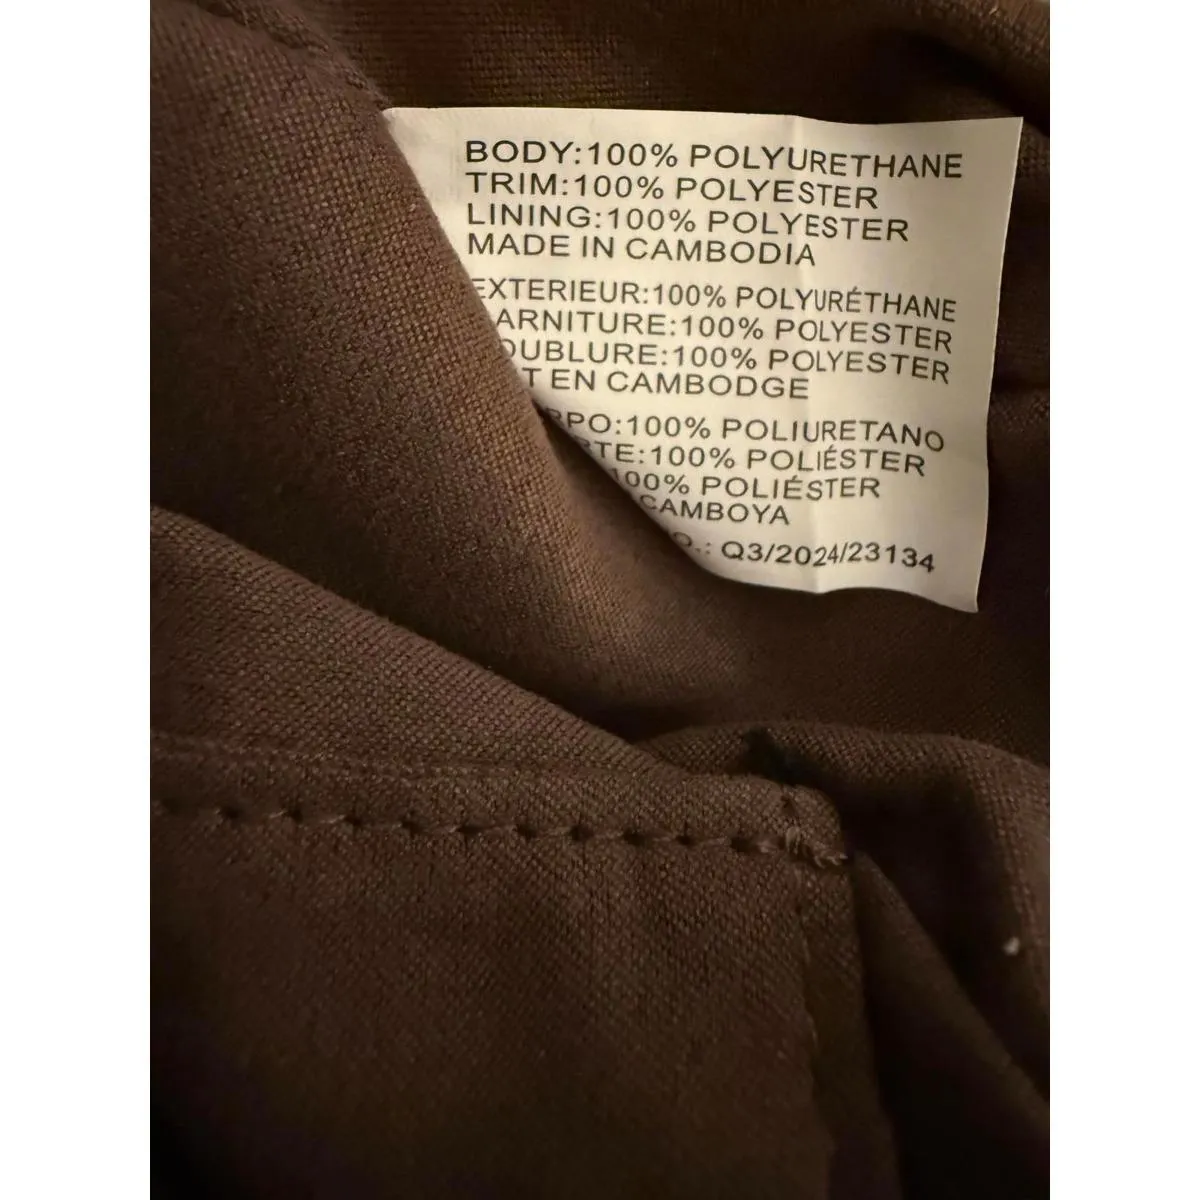 BODY:100% POLYURETHANE
TRIM:100% POLYESTER
LINING:100% POLYESTER
MADE IN CAMBODIA
EXTERIEUR:100% POLYURÉTHANE
ARNITURE:100% POLYESTER
OUBLURE:100% POLYESTER
T EN CAMBODGE
RPO:100% POLIURETANO
RTE:100% POLIÉSTER
100% POLIÉSTER
CAMBOYA
O.: Q3/2024/23134